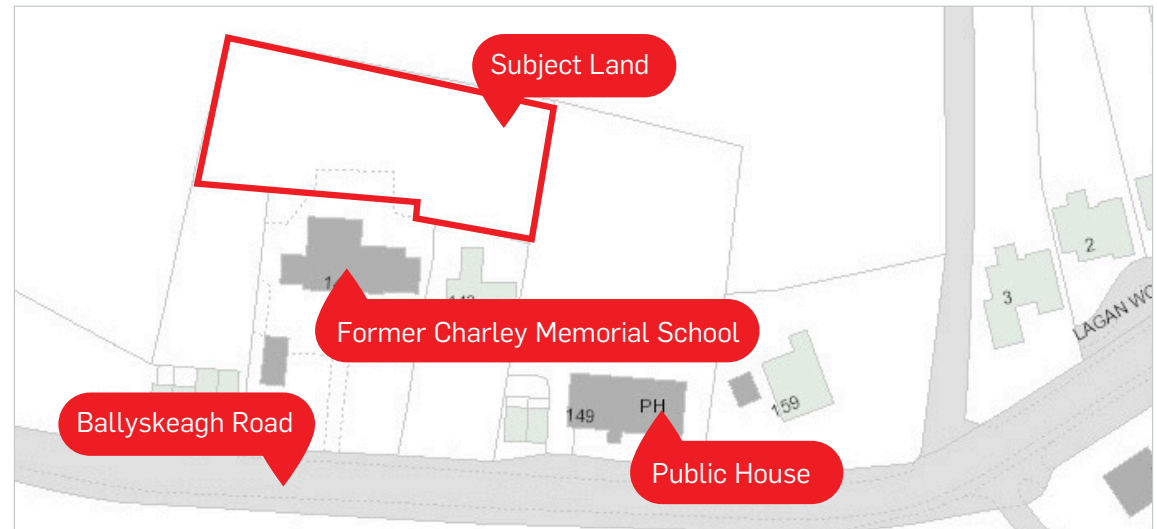 Subject Land
2
3
Former Charley Memorial School
LAGAN WO
Ballyskeagh Road
149
PH
159
Public House